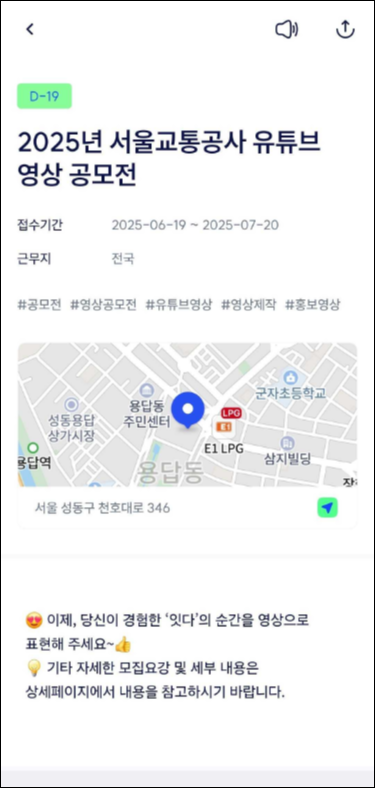 D-19
2025년 서울교통공사 유튜브
영상 공모전
접수기간 2025-06-19 ~ 2025-07-20
근무지 전국
#공모전 #영상공모전 #유튜브영상 #영상제작 #홍보영상
군자초등학교
용답동
주민센터
성동용답
상가시장
LPG
E1
E1 LPG
삼지빌딩
용답역
용답동
서울 성동구 천호대로 346
😍 이제, 당신이 경험한 ‘잇다’의 순간을 영상으로
표현해 주세요~👍
💡 기타 자세한 모집요강 및 세부 내용은
상세페이지에서 내용을 참고하시기 바랍니다.